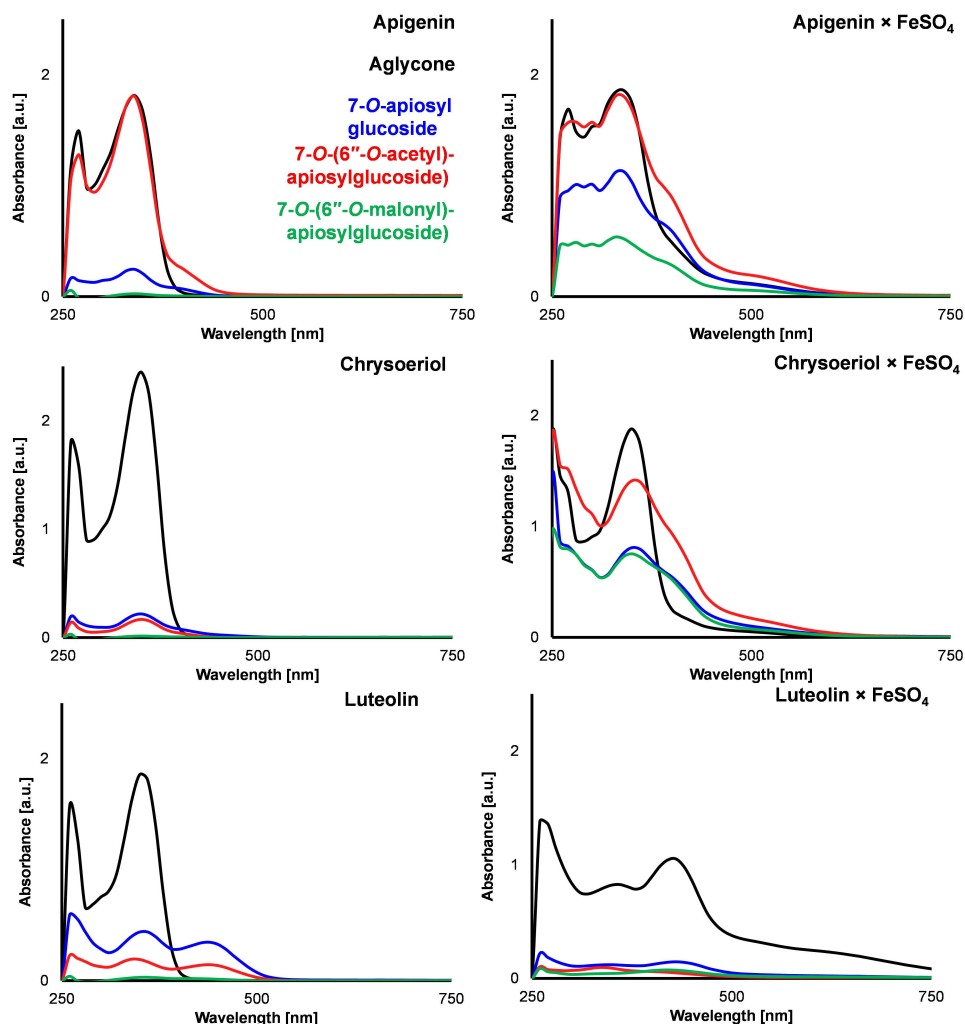 Apigenin
Aglycone
7-O-apiosyl
glucoside
7-O-(6″-O-acetyl)-
apiosylglucoside)
7-O-(6″-O-malonyl)-
apiosylglucoside)
Absorbance [a.u.]
2
1
0
250
500
750
Wavelength [nm]
Apigenin × FeSO₄
Absorbance [a.u.]
2
1
0
250
500
750
Wavelength [nm]
Chrysoeriol
Absorbance [a.u.]
2
1
0
250
500
750
Wavelength [nm]
Chrysoeriol × FeSO₄
Absorbance [a.u.]
2
1
0
250
500
750
Wavelength [nm]
Luteolin
Absorbance [a.u.]
2
1
0
250
500
750
Wavelength [nm]
Luteolin × FeSO₄
Absorbance [a.u.]
2
1
0
250
500
750
Wavelength [nm]